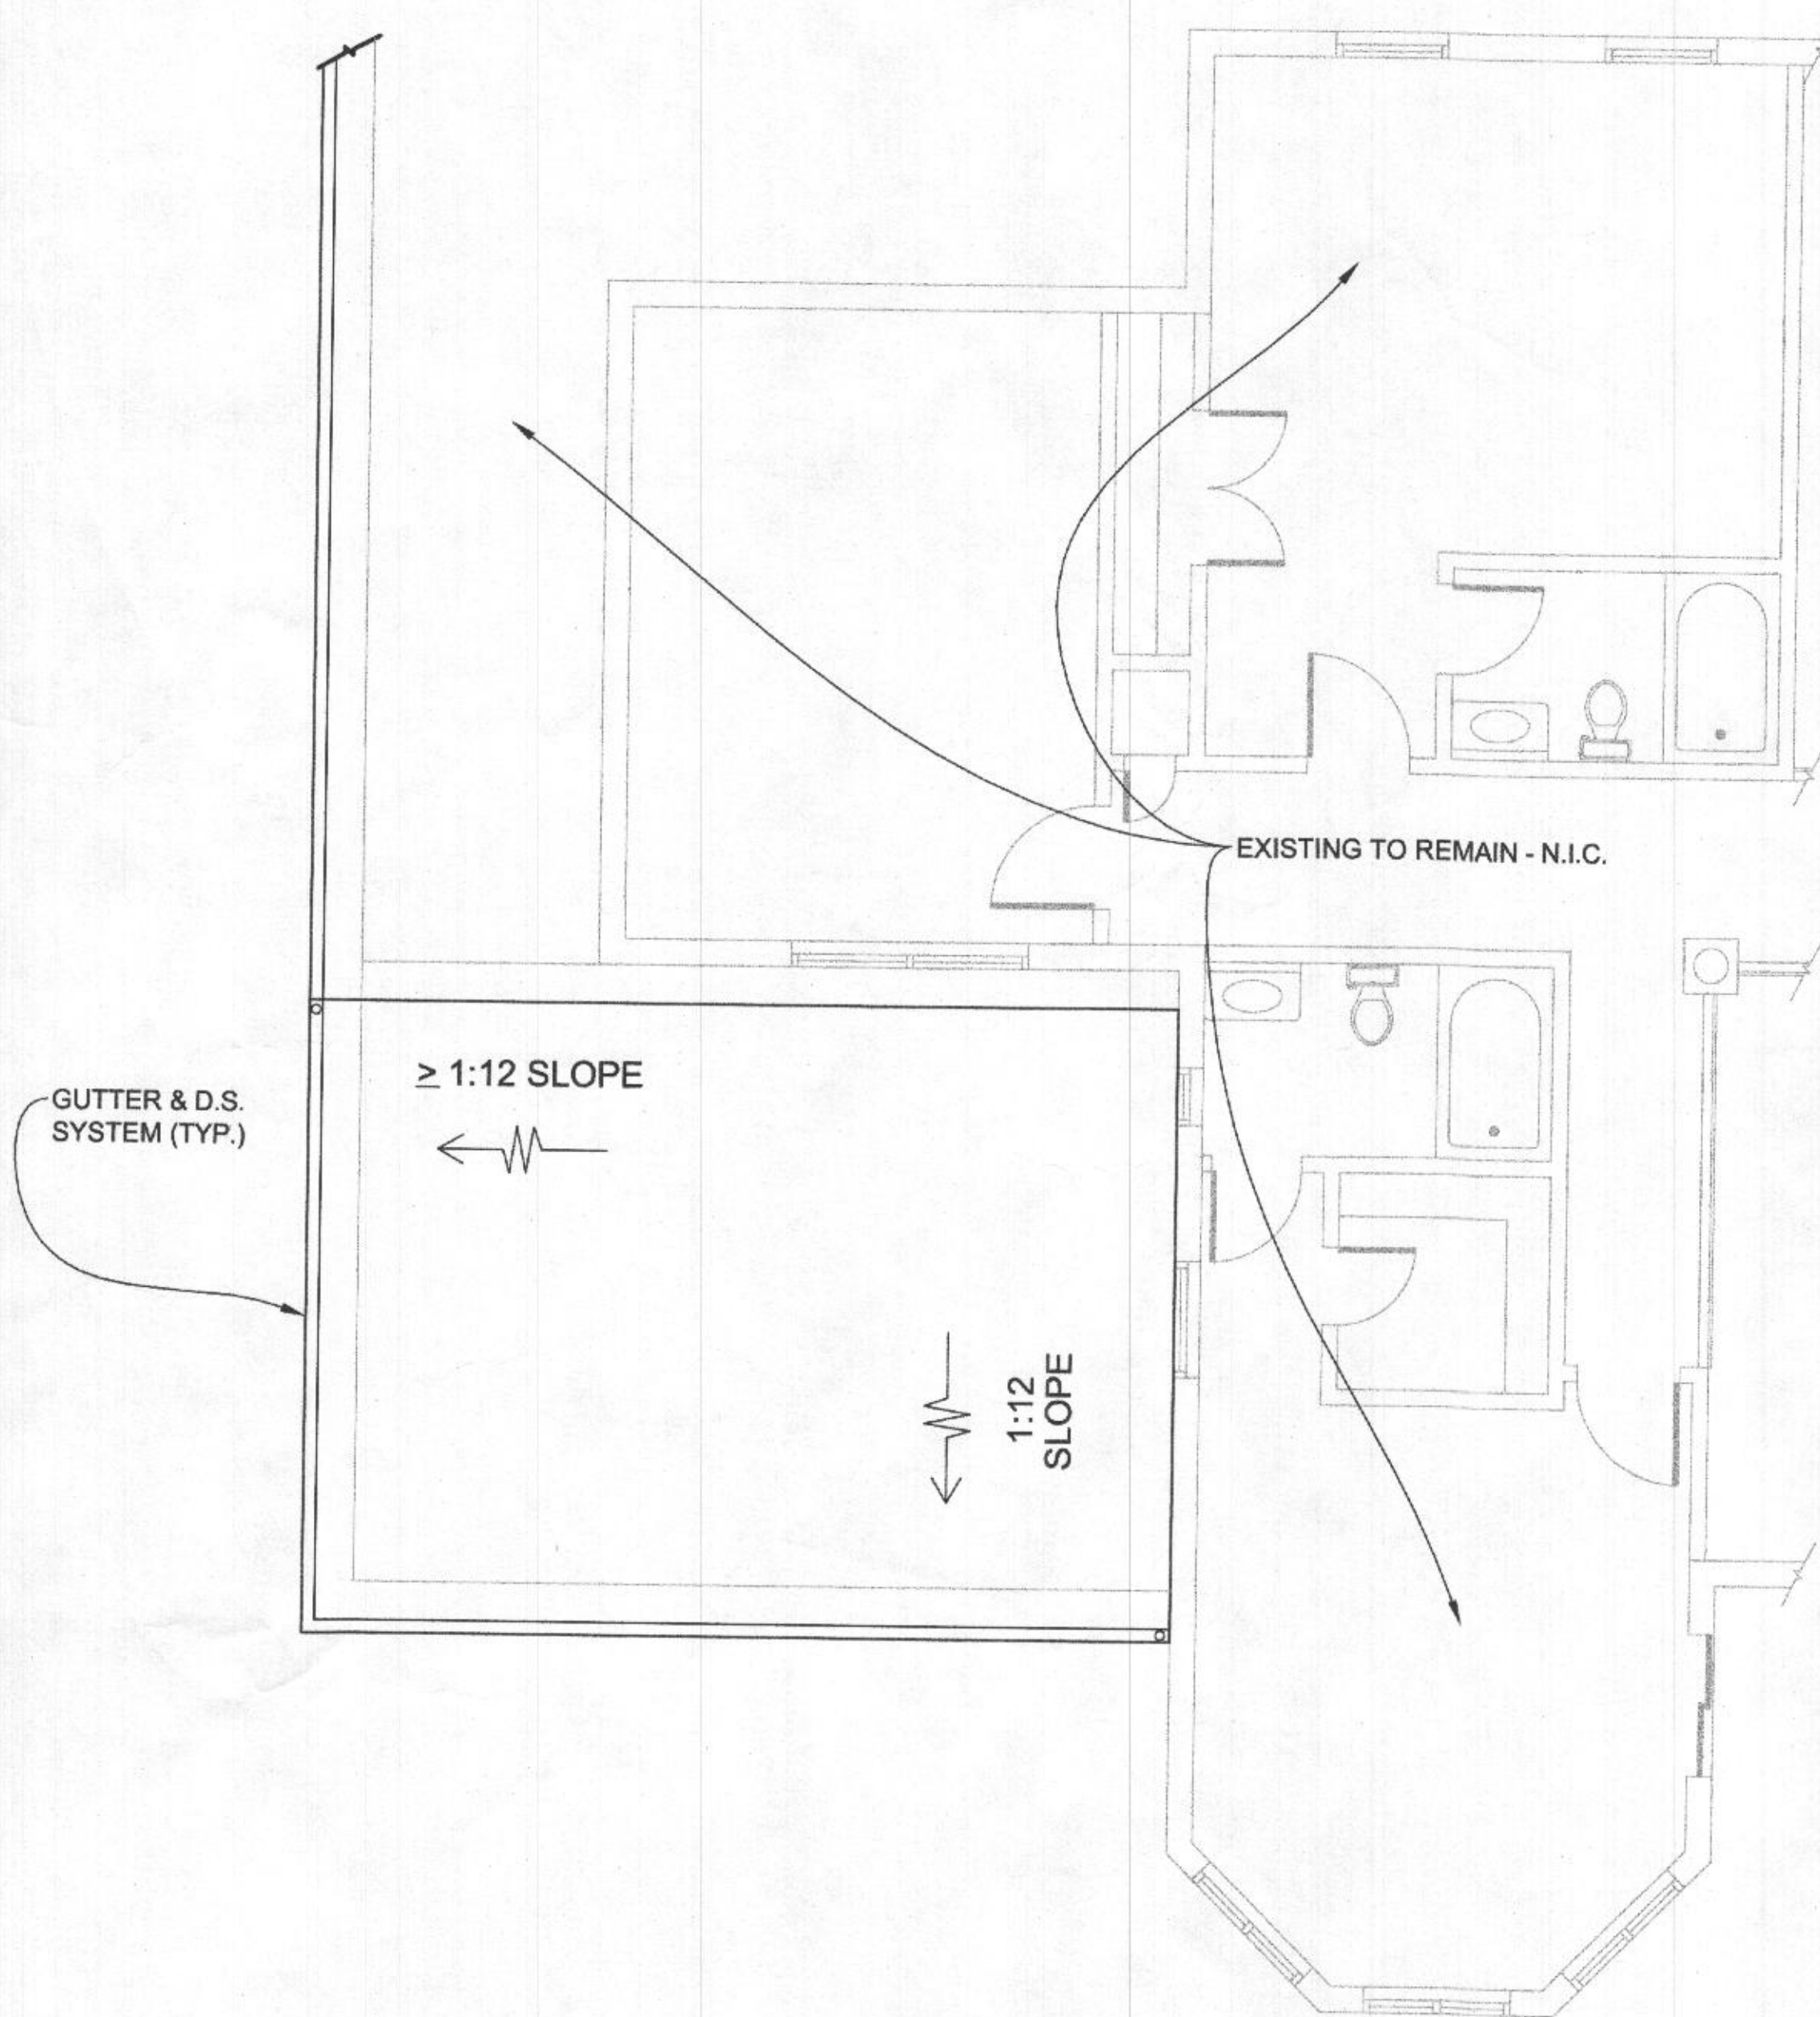 EXISTING TO REMAIN - N.I.C.
≥ 1:12 SLOPE
GUTTER & D.S.
SYSTEM (TYP.)
1:12
SLOPE